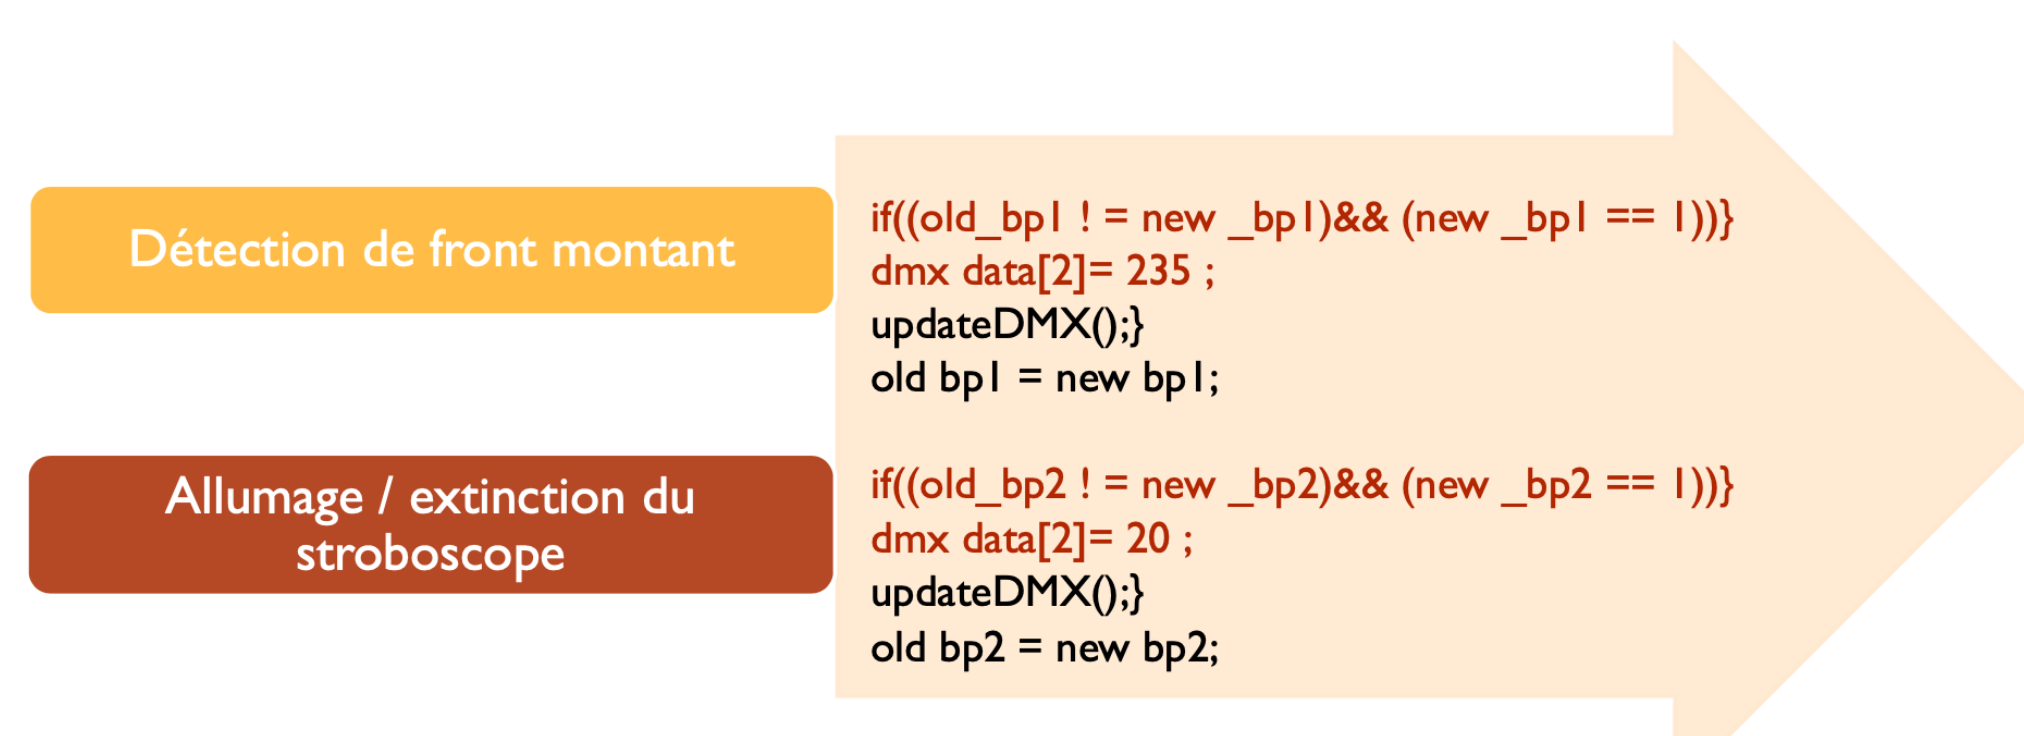 Détection de front montant
if((old_bp1 ! = new _bp1)&& (new _bp1 == 1))}
dmx data[2]= 235 ;
updateDMX();}
old bp1 = new bp1;
Allumage / extinction du
stroboscope
if((old_bp2 ! = new _bp2)&& (new _bp2 == 1))}
dmx data[2]= 20 ;
updateDMX();}
old bp2 = new bp2;